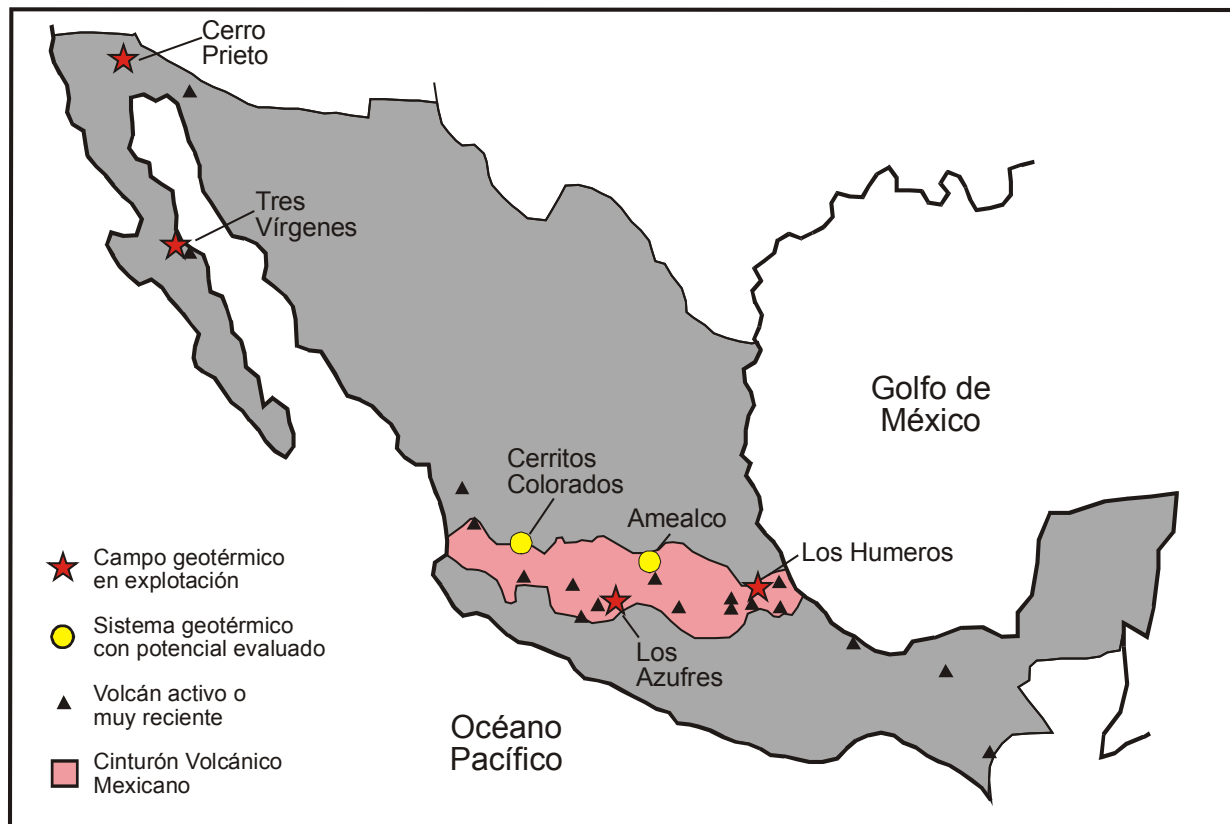 Cerro
Prieto
Tres
Vírgenes
Golfo de
México
Cerritos
Colorados
Amealco
Los Humeros
Los
Azufres
Océano
Pacífico
Campo geotérmico
en explotación
Sistema geotérmico
con potencial evaluado
Volcán activo o
muy reciente
Cinturón Volcánico
Mexicano